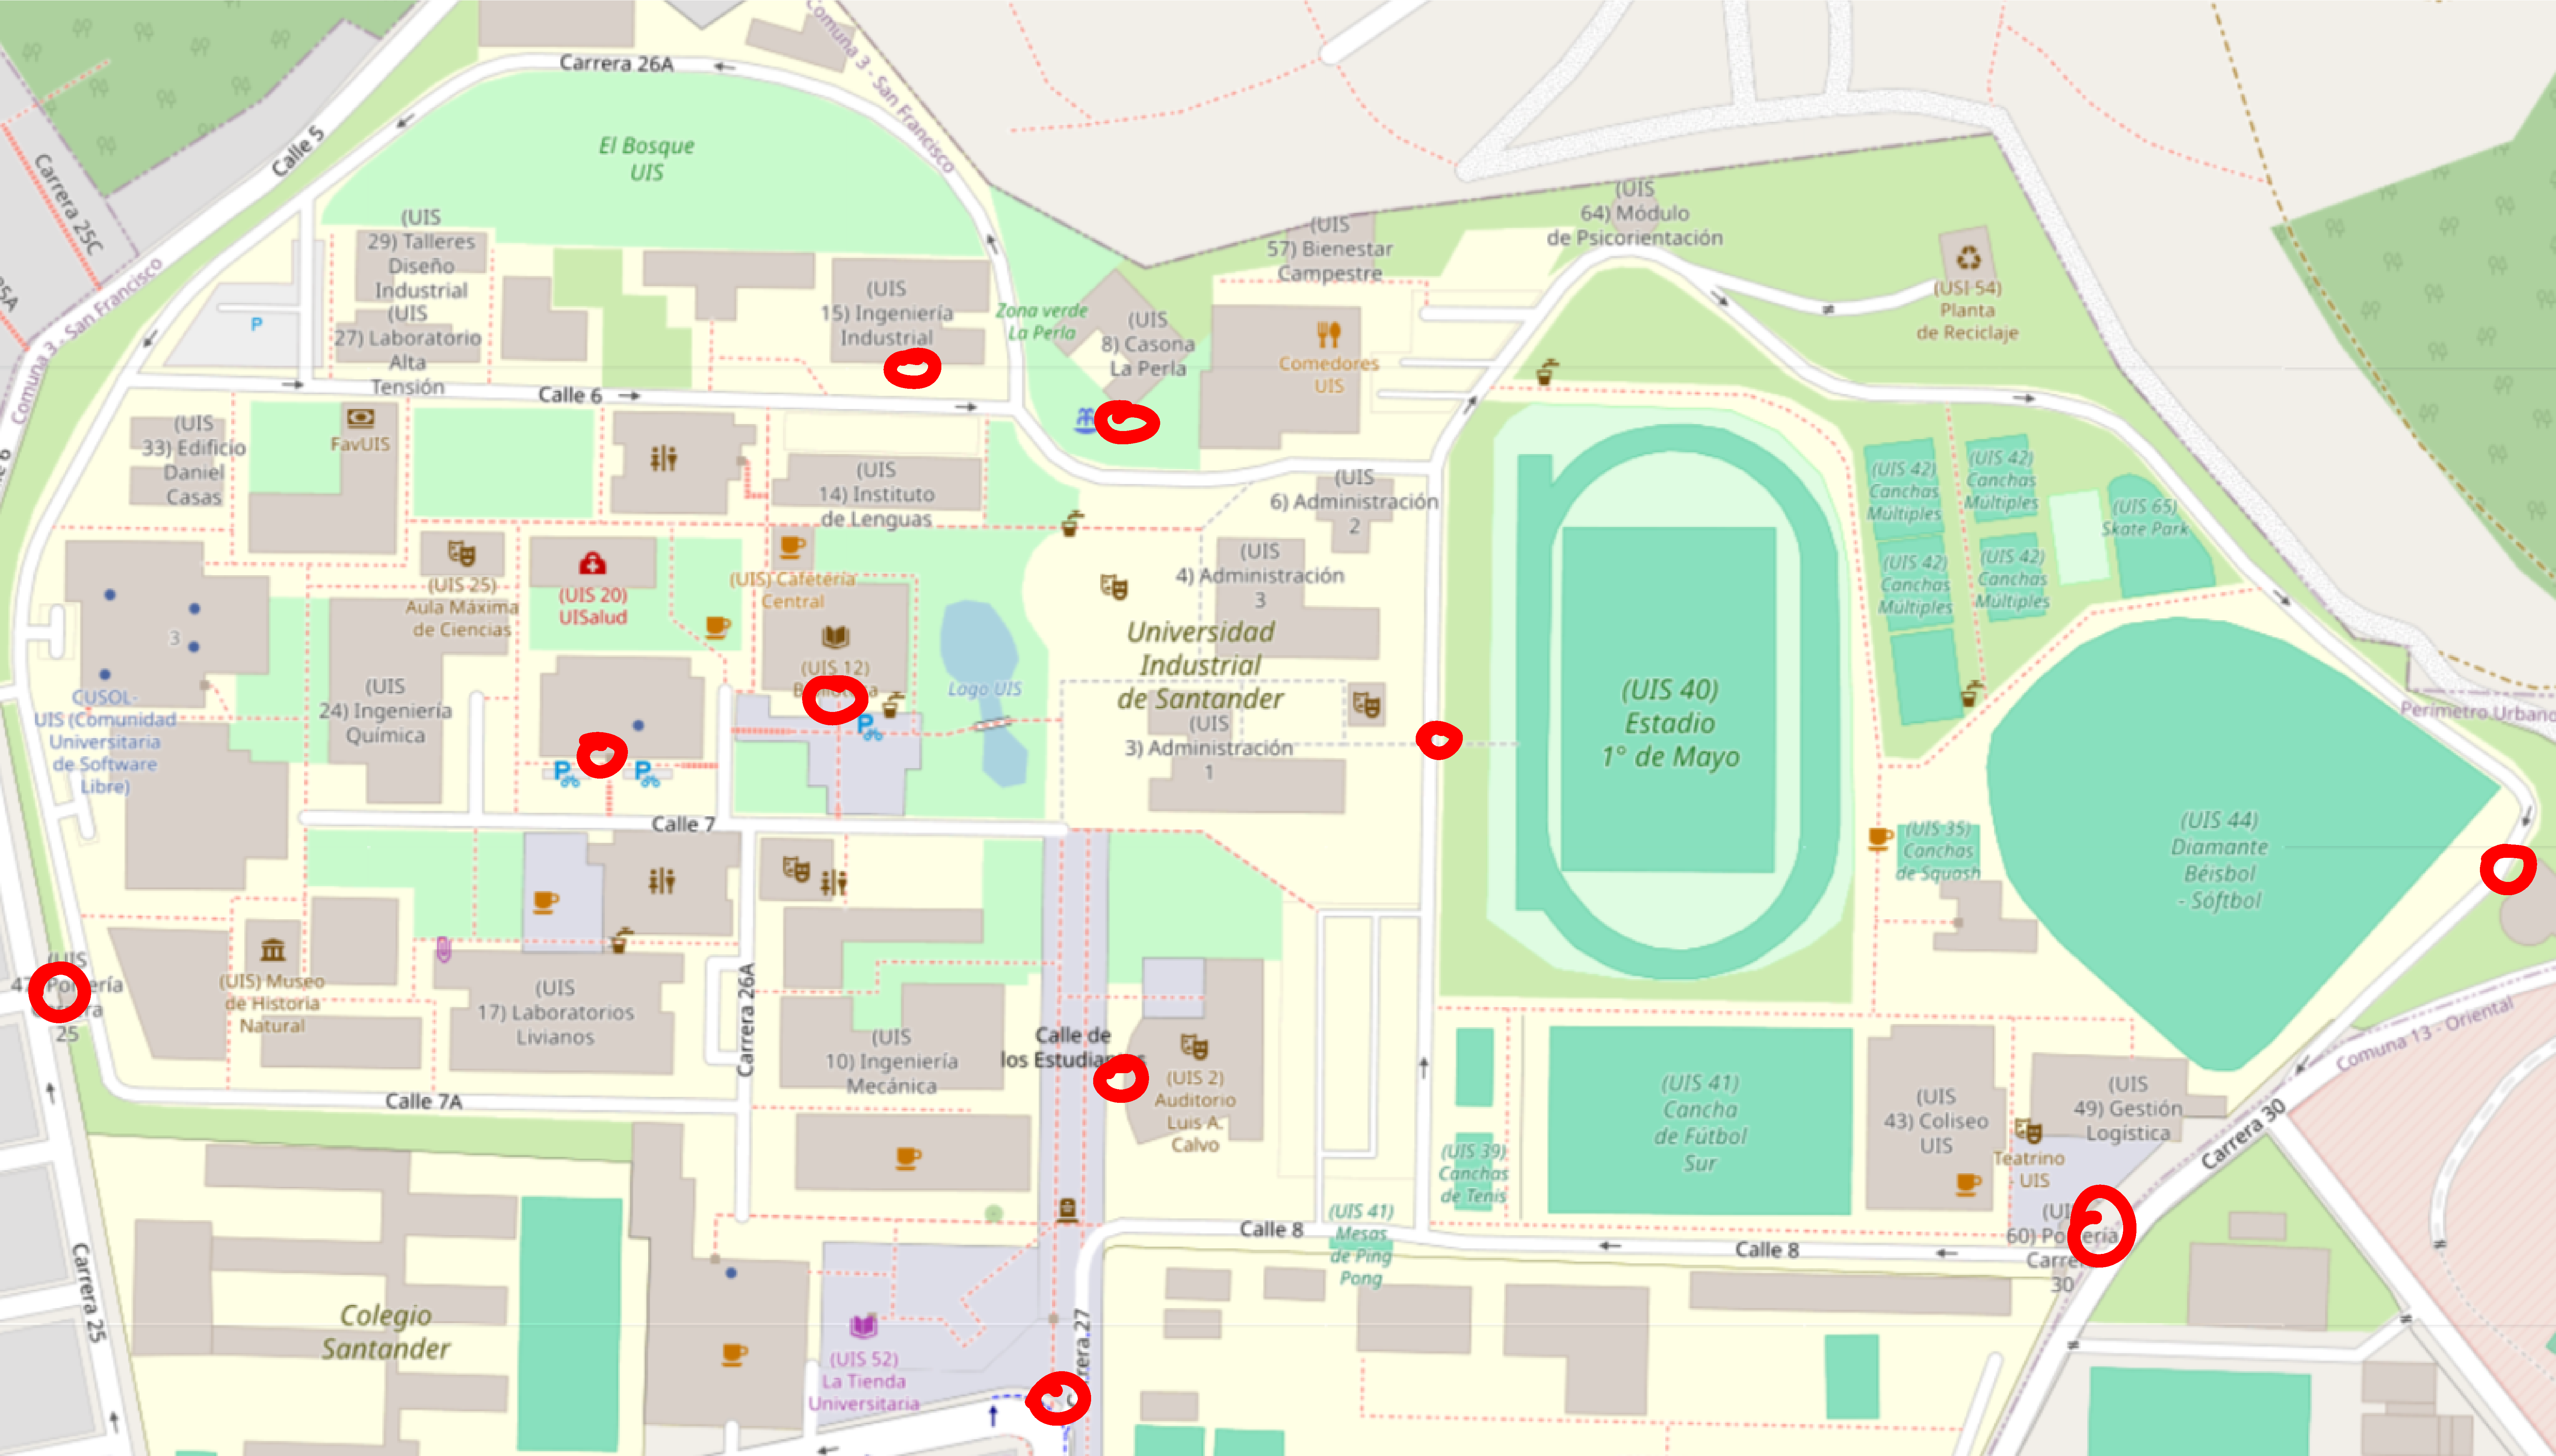 Carrera 26A
Comuna 3 - San Francisco
Calle 5
El Bosque
UIS
Carrera 25C
Comuna 3 - San Francisco
(UIS
29) Talleres
Diseño
Industrial
(UIS
27) Laboratorio
Alta
Tensión
P
(UIS
15) Ingeniería
Industrial
Zona verde
La Perla
(UIS
8) Casona
La Perla
(UIS
57) Bienestar
Campestre
Comedores
UIS
(UIS
64) Módulo
de Psicorientación
(USI 54)
Planta
de Reciclaje
Calle 6
(UIS
33) Edificio
Daniel
Casas
FavUIS
(UIS
14) Instituto
de Lenguas
(UIS
6) Administración
2
(UIS
4) Administración
3
(UIS 42)
Canchas
Múltiples
(UIS 42)
Canchas
Múltiples
(UIS 42)
Canchas
Múltiples
(UIS 42)
Canchas
Múltiples
(UIS 65)
Skate Park
(UIS 25)
Aula Máxima
de Ciencias
(UIS 20)
UISalud
(UIS) Cafetería
Central
(UIS 12)
Lago UIS
Universidad
Industrial
de Santander
(UIS
3) Administración
1
3
CUSOL-
UIS (Comunidad
Universitaria
de Software
Libre)
(UIS
24) Ingeniería
Química
P
P
P
(UIS 40)
Estadio
1° de Mayo
Perímetro Urbano
Calle 7
(UIS 35)
Canchas
de Squash
(UIS 44)
Diamante
Béisbol
- Sóftbol
(UIS
25
(UIS) Museo
de Historia
Natural
(UIS
17) Laboratorios
Livianos
Carrera 26A
(UIS
10) Ingeniería
Mecánica
Calle de
los Estudiantes
(UIS 2)
Auditorio
Luis A.
Calvo
Calle 7A
(UIS 39)
Canchas
de Tenis
(UIS 41)
Cancha
de Fútbol
Sur
(UIS
43) Coliseo
UIS
(UIS
49) Gestión
Logística
Teatrino
UIS
Carrera 30
Comuna 13 - Oriental
30
(UIS 41)
Mesas
de Ping
Pong
Calle 8
Calle 8
Carrera 25
Colegio
Santander
(UIS 52)
La Tienda
Universitaria